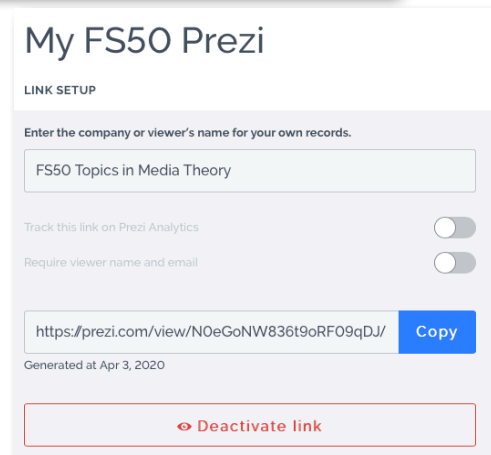 My FS50 Prezi
LINK SETUP
Enter the company or viewer's name for your own records.
FS50 Topics in Media Theory
Track this link on Prezi Analytics
Require viewer name and email
https://prezi.com/view/N0eGoNW836t9oRF09qDJ/
Copy
Generated at Apr 3, 2020
Deactivate link